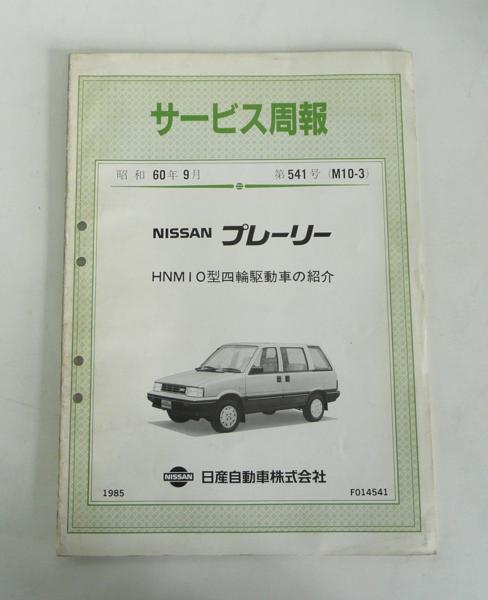 サービス周報
昭和 60年 9月 第541号 (M10-3)
NISSAN プレーリー
HNM10型四輪駆動車の紹介
NISSAN 日産自動車株式会社
1985 F014541